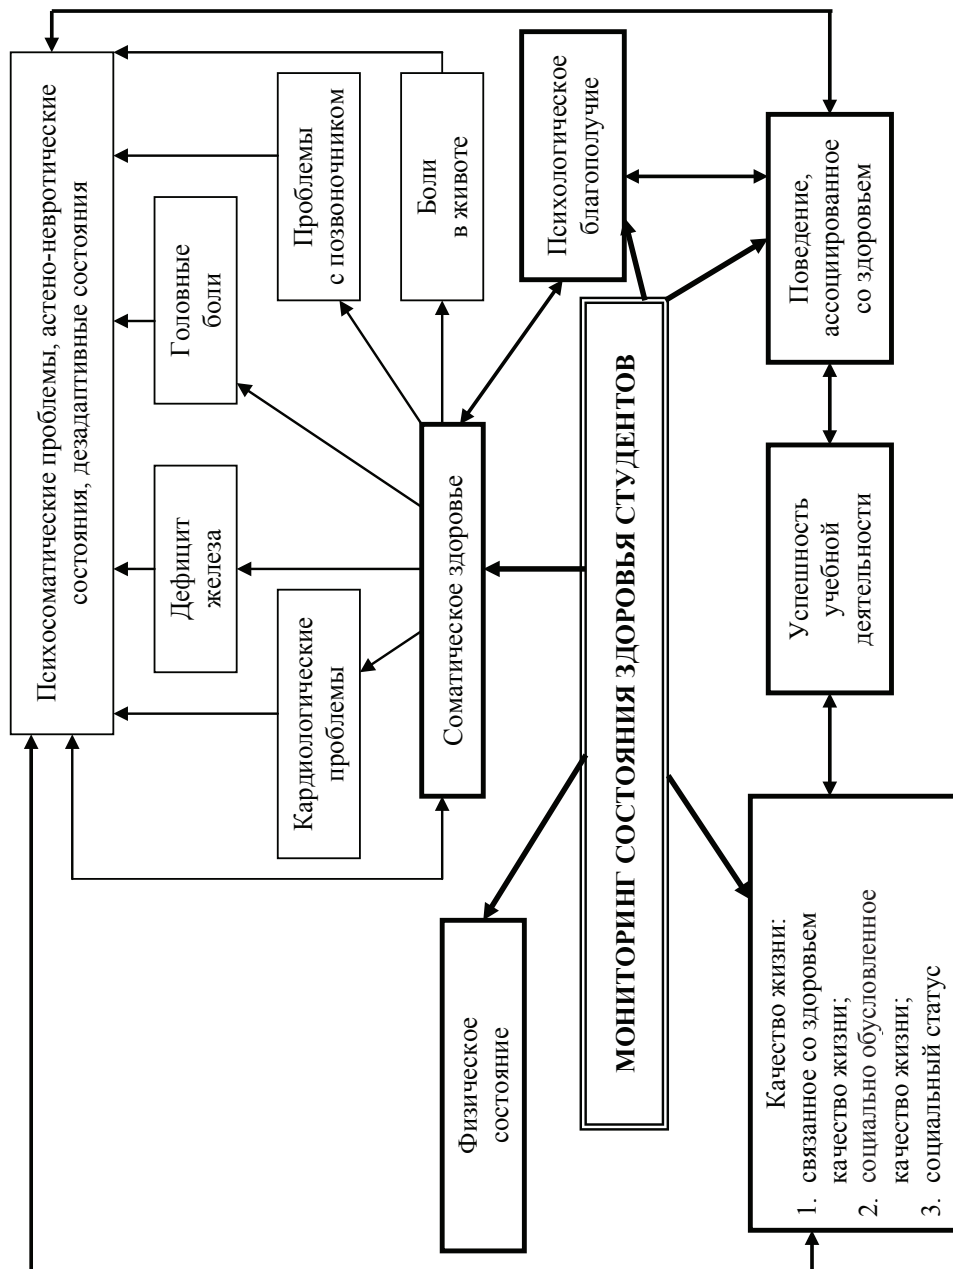 Психосоматические проблемы, астено-невротические
состояния, дезадаптивные состояния
Дефицит
железа
Головные
боли
Кардиологические
проблемы
Проблемы
с позвоночником
Физическое
состояние
Соматическое здоровье
Боли
в животе
Психологическое
благополучие
МОНИТОРИНГ СОСТОЯНИЯ ЗДОРОВЬЯ СТУДЕНТОВ
Качество жизни:
1. связанное со здоровьем
качество жизни;
2. социально обусловленное
качество жизни;
3. социальный статус
Успешность
учебной
деятельности
Поведение,
ассоциированное
со здоровьем